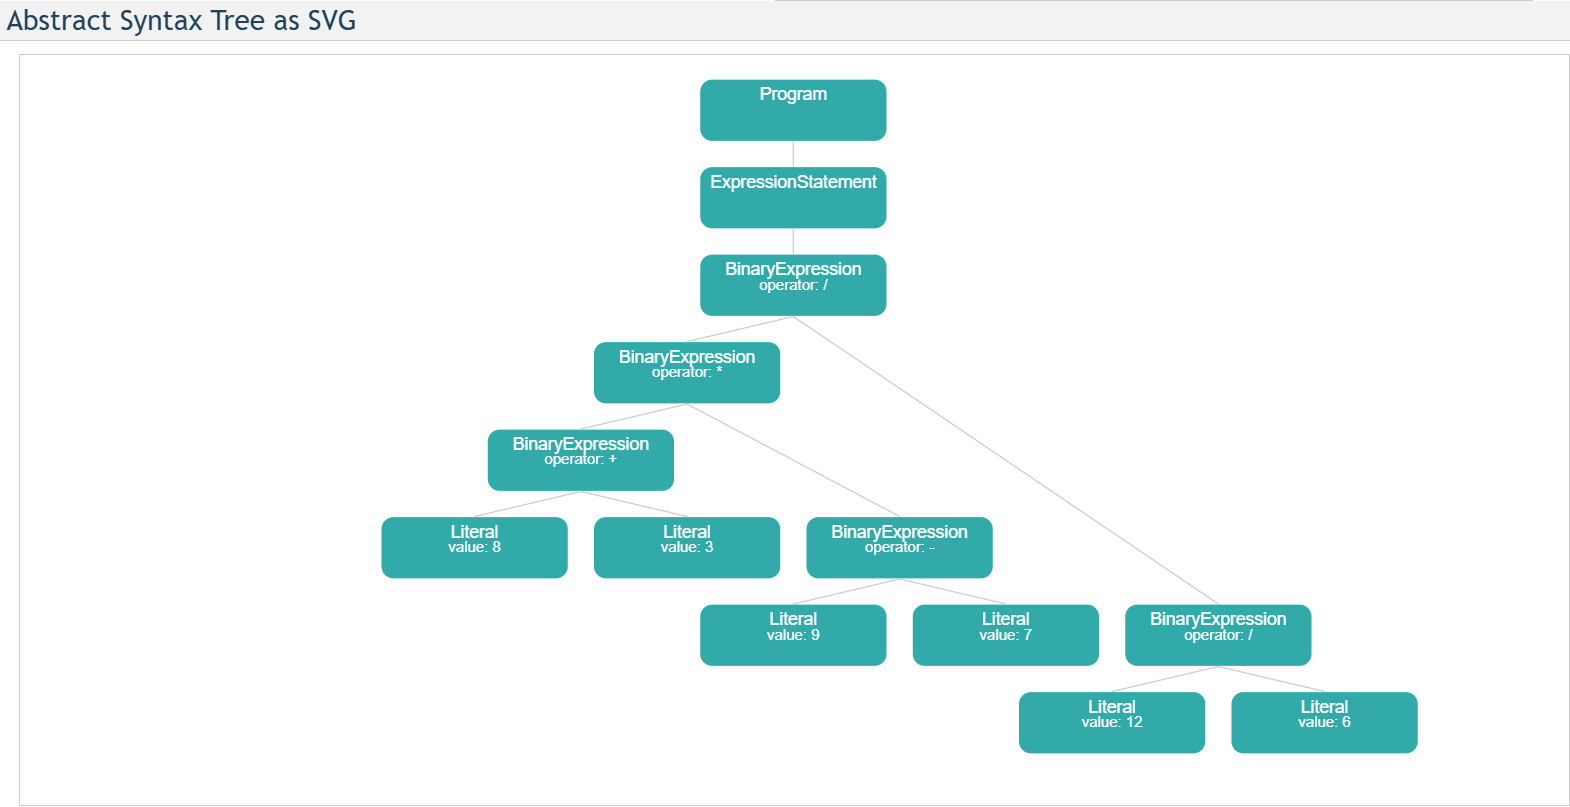 Abstract Syntax Tree as SVG
Program
ExpressionStatement
BinaryExpression
operator: /
BinaryExpression
operator: *
BinaryExpression
operator: +
Literal
value: 8
Literal
value: 3
BinaryExpression
operator: -
Literal
value: 9
Literal
value: 7
BinaryExpression
operator: /
Literal
value: 12
Literal
value: 6